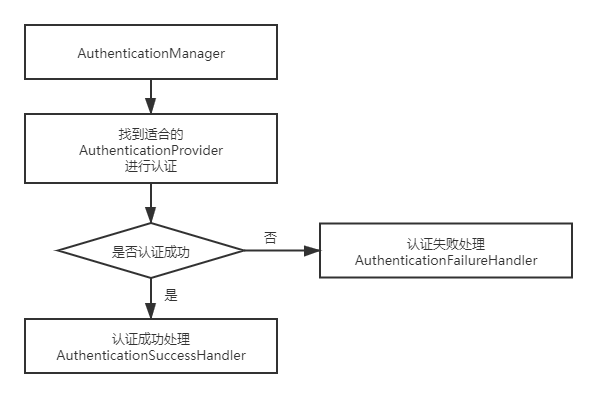 AuthenticationManager
找到适合的
AuthenticationProvider
进行认证
是否认证成功
否
认证失败处理
AuthenticationFailureHandler
是
认证成功处理
AuthenticationSuccessHandler